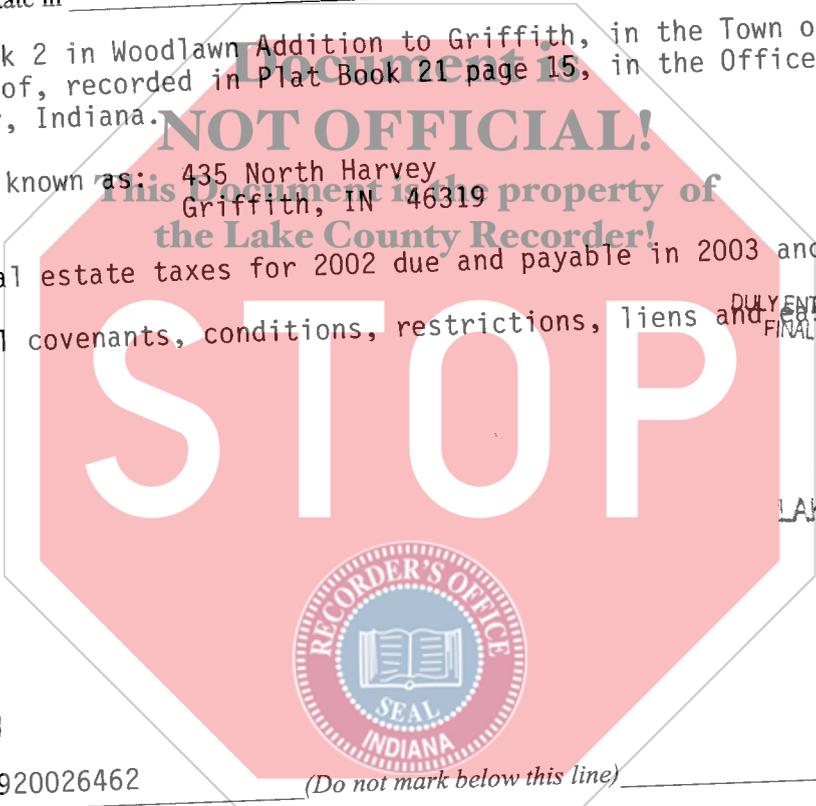 k 2 in Woodlawn Addition to Griffith, in the Town o
Document is
of, recorded in Plat Book 21 page 15, in the Office
, Indiana.
NOT OFFICIAL!
known as: 435 North Harvey
This Document is the property of
Griffith, IN 46319
the Lake County Recorder!
al estate taxes for 2002 due and payable in 2003 and
DULY ENT
l covenants, conditions, restrictions, liens and ea
FINAL
STOP
LAK
RECORDER'S OFFICE
SEAL
INDIANA
920026462
(Do not mark below this line)